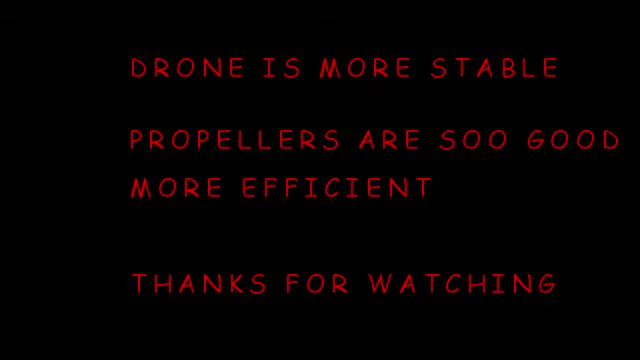 DRONE IS MORE STABLE
PROPELLERS ARE SOO GOOD
MORE EFFICIENT
THANKS FOR WATCHING